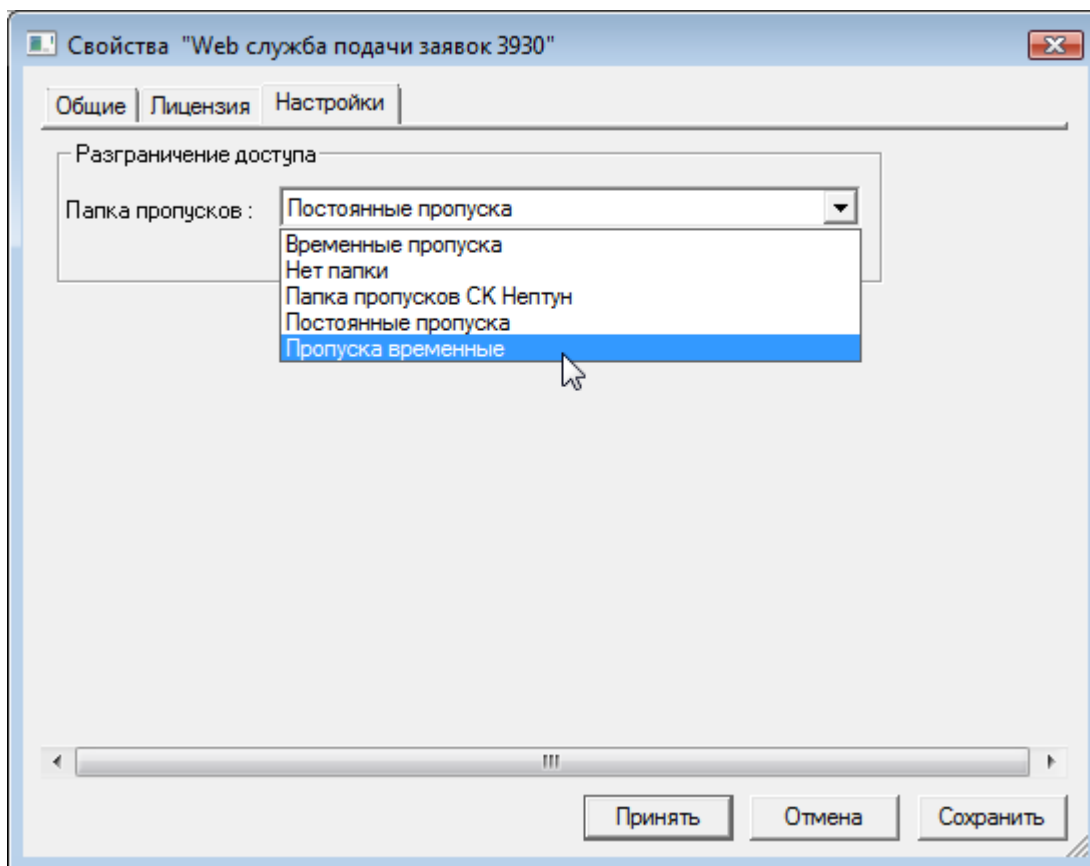 Свойства "Web служба подачи заявок 3930"
Общие Лицензия Настройки
Разграничение доступа
Папка пропусков : Постоянные пропуска
Временные пропуска
Нет папки
Папка пропусков СК Нептун
Постоянные пропуска
Пропуска временные
Принять Отмена Сохранить